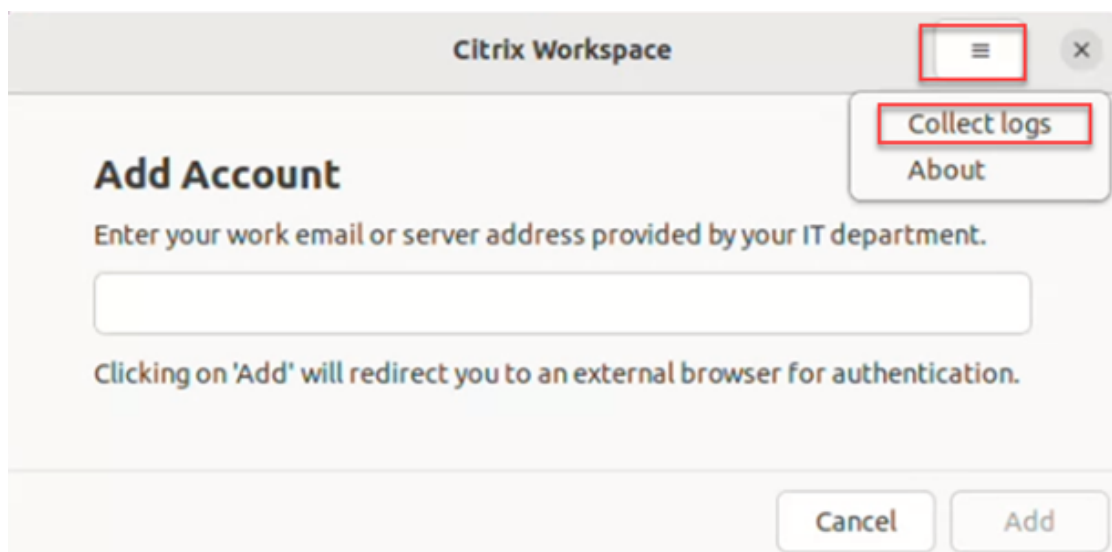 Citrix Workspace
Collect logs
About
Add Account
Enter your work email or server address provided by your IT department.
Clicking on 'Add' will redirect you to an external browser for authentication.
Cancel
Add